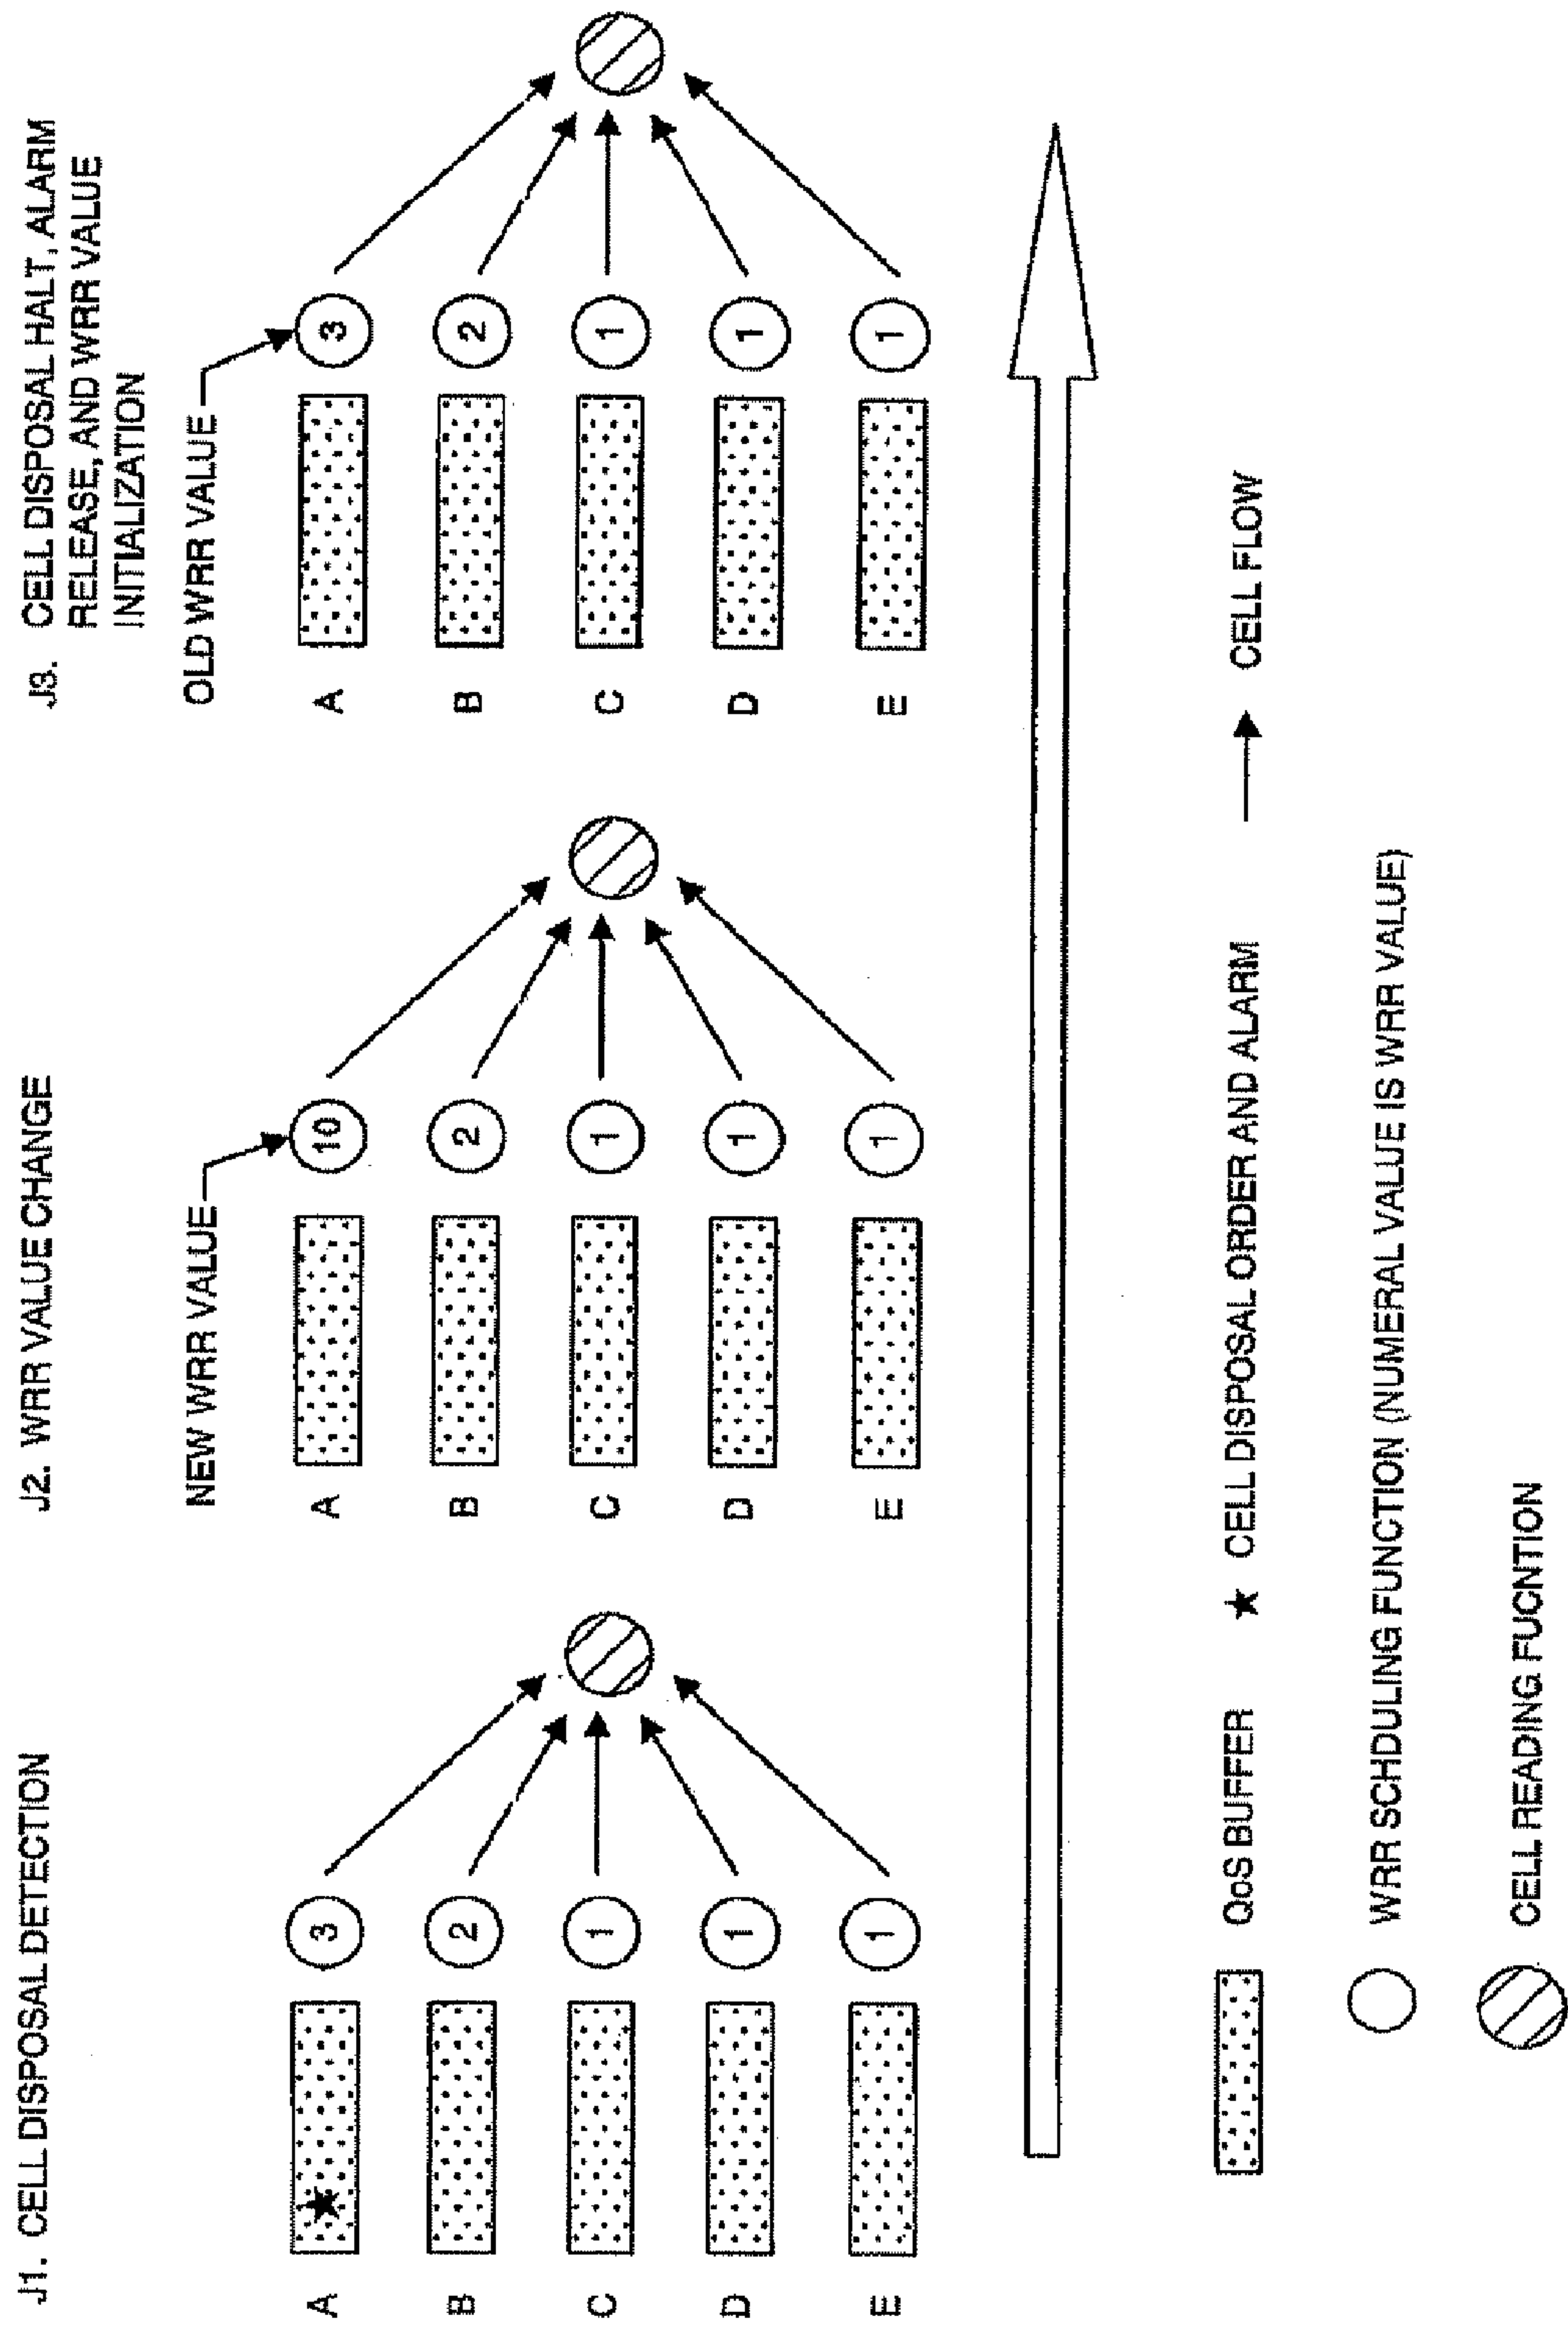 J1. CELL DISPOSAL DETECTION
A
3
B
2
C
1
D
1
E
1
J2. WRR VALUE CHANGE
NEW WRR VALUE
A
10
B
2
C
1
D
1
E
1
J3. CELL DISPOSAL HALT, ALARM
RELEASE, AND WRR VALUE
INITIALIZATION
OLD WRR VALUE
A
3
B
2
C
1
D
1
E
1
QoS BUFFER
★ CELL DISPOSAL ORDER AND ALARM
CELL FLOW
WRR SCHDULING FUNCTION (NUMERAL VALUE IS WRR VALUE)
CELL READING FUCNTION